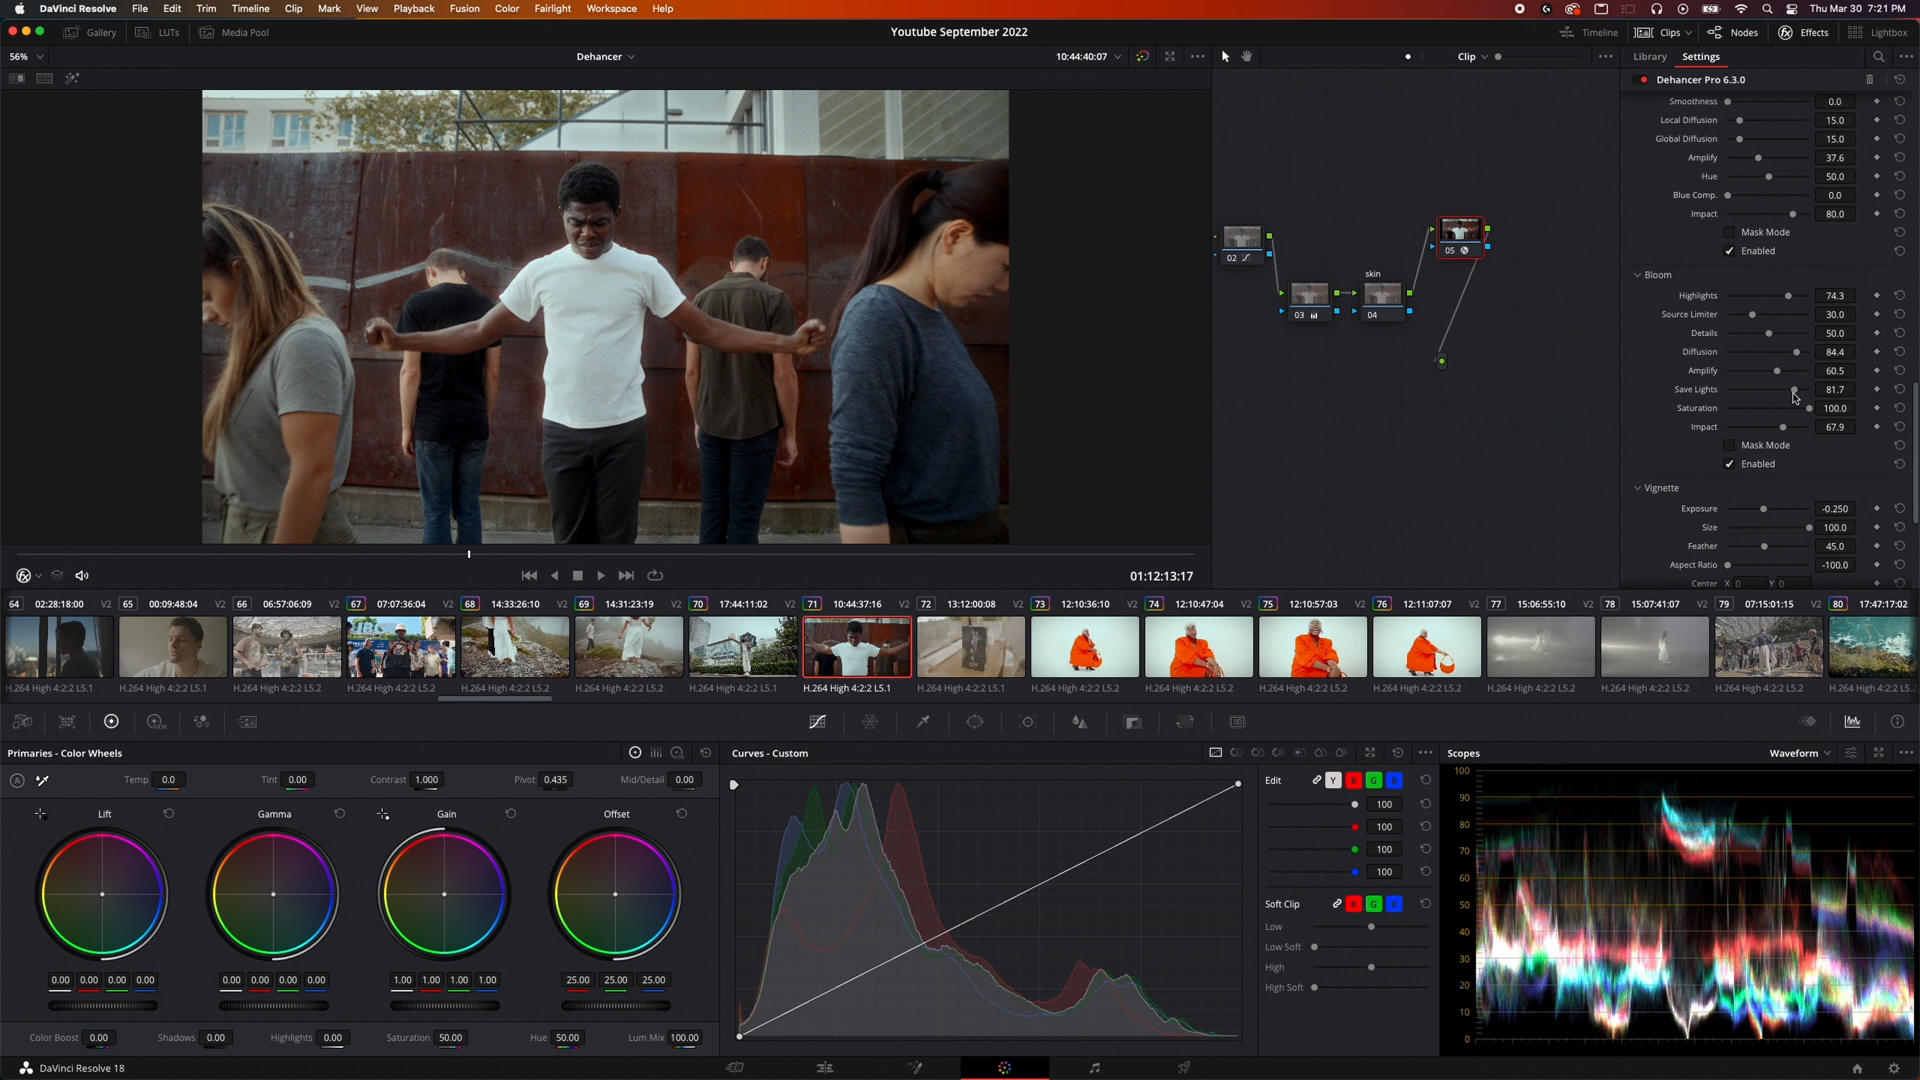 DaVinci Resolve File Edit Trim Timeline Clip Mark View Playback Fusion Color Fairlight Workspace Help Thu Mar 30 7:21 PM
Gallery LUTs Media Pool Youtube September 2022 Timeline Clips Nodes Effects Lightbox
56% Dehancer 10:44:40:07 Clip Library Settings
Dehancer Pro 6.3.0
Smoothness 0.0
Local Diffusion 15.0
Global Diffusion 15.0
Amplify 37.6
Hue 50.0
Blue Comp. 0.0
Impact 80.0
Mask Mode
Enabled
Bloom
Highlights 74.3
Source Limiter 30.0
Details 50.0
Diffusion 84.4
Amplify 60.5
Save Lights 81.7
Saturation 100.0
Impact 67.9
Mask Mode
Enabled
Vignette
Exposure -0.250
Size 100.0
Feather 45.0
Aspect Ratio -100.0
Center X 0 Y 0
02
03
skin
04
05
01:12:13:17
64 02:28:18:00 V2 65 00:09:48:04 V2 66 06:57:06:09 V2 67 07:07:36:04 V2 68 14:33:26:10 V2 69 14:31:23:19 V2 70 17:44:11:02 V2 71 10:44:37:16 V2 72 13:12:00:08 V1 73 12:10:36:10 V2 74 12:10:47:04 V2 75 12:10:57:03 V2 76 12:11:07:07 V2 77 15:06:55:10 V2 78 15:07:41:07 V2 79 07:15:01:15 V2 80 17:47:17:02
H.264 High 4:2:2 L5.1 H.264 High 4:2:2 L5.1 H.264 High 4:2:2 L5.2 H.264 High 4:2:2 L5.2 H.264 High 4:2:2 L5.2 H.264 High 4:2:2 L5.2 H.264 High 4:2:2 L5.1 H.264 High 4:2:2 L5.1 H.264 High 4:2:2 L5.1 H.264 High 4:2:2 L5.2 H.264 High 4:2:2 L5.2 H.264 High 4:2:2 L5.2 H.264 High 4:2:2 L5.2 H.264 High 4:2:2 L5.2 H.264 High 4:2:2 L5.2 H.264 High 4:2:2 L5.2 H.264 High 4:2:2 L5.2
Primaries - Color Wheels
Temp 0.0 Tint 0.00 Contrast 1.000 Pivot 0.435 Mid/Detail 0.00
Lift Gamma Gain Offset
0.00 0.00 0.00 0.00 0.00 0.00 0.00 0.00 1.00 1.00 1.00 1.00 25.00 25.00 25.00
Color Boost 0.00 Shadows 0.00 Highlights 0.00 Saturation 50.00 Hue 50.00 Lum Mix 100.00
Curves - Custom
Edit Y R G B
100
100
100
100
Soft Clip R G B
Low
Low Soft
High
High Soft
Scopes Waveform
100
90
80
70
60
50
40
30
20
10
0
DaVinci Resolve 18